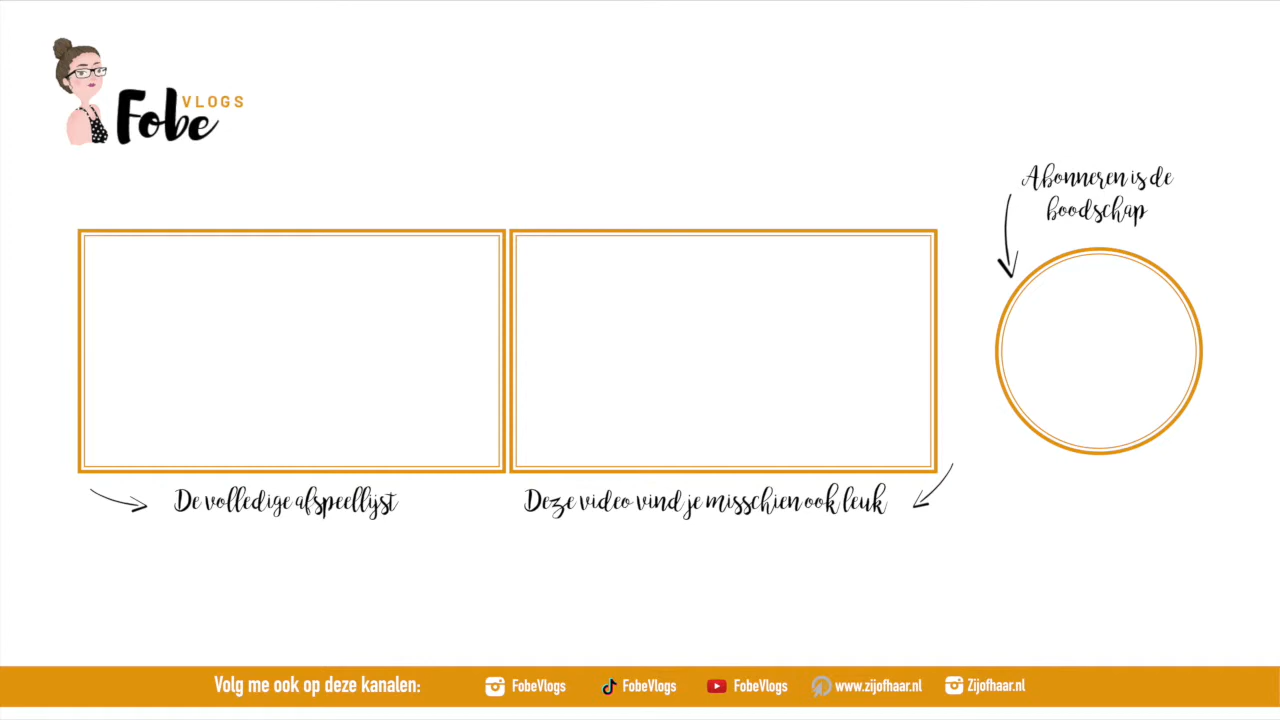 VLOGS
Fobe
Abonneren is de
boodschap
De volledige afspeellijst
Deze video vind je misschien ook leuk
Volg me ook op deze kanalen:
FobeVlogs
FobeVlogs
FobeVlogs
www.zijofhaar.nl
Zijofhaar.nl